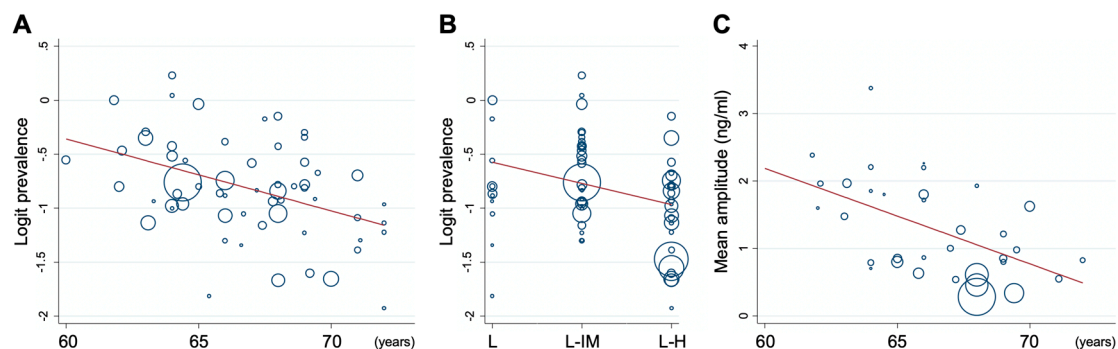 A
Logit prevalence
.5
0
-.5
-1
-1.5
-2
60
65
70
(years)
B
Logit prevalence
.5
0
-.5
-1
-1.5
-2
L
L-IM
L-H
C
Mean amplitude (ng/ml)
4
3
2
1
0
60
65
70
(years)